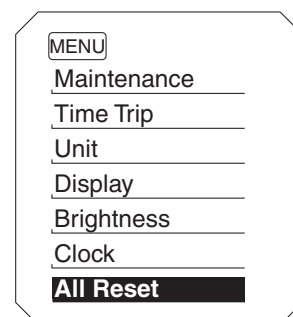 MENU
Maintenance
Time Trip
Unit
Display
Brightness
Clock
All Reset